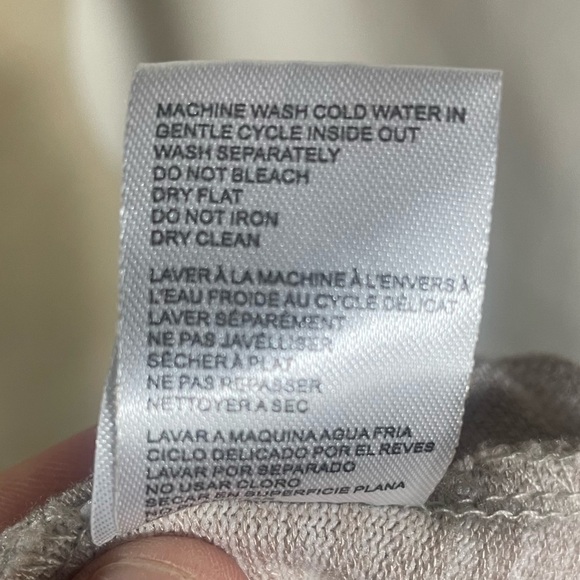 MACHINE WASH COLD WATER IN
GENTLE CYCLE INSIDE OUT
WASH SEPARATELY
DO NOT BLEACH
DRY FLAT
DO NOT IRON
DRY CLEAN
LAVER À LA MACHINE À L'ENVERS À
L'EAU FROIDE AU CYCLE DÉLICAT
LAVER SÉPARÉMENT
NE PAS JAVÉLLISER
SÉCHER À PLAT
NE PAS REPASSER
NETTOYER A SEC
LAVAR A MAQUINA AGUA FRIA
CICLO DELICADO POR EL REVES
LAVAR POR SEPARADO
NO USAR CLORO
SECAR EN SUPERFICIE PLANA
NO